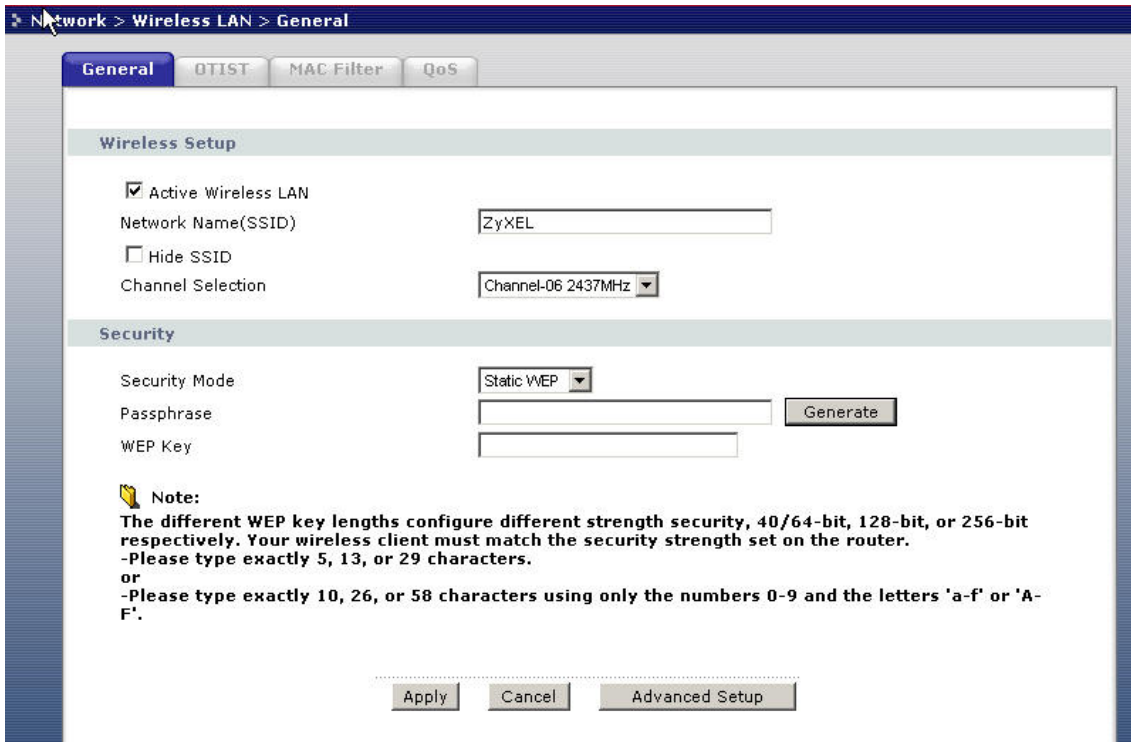 Network > Wireless LAN > General
General OTIST MAC Filter QoS
Wireless Setup
Active Wireless LAN
Network Name(SSID) ZyXEL
Hide SSID
Channel Selection Channel-06 2437MHz
Security
Security Mode Static WEP
Passphrase Generate
WEP Key
Note:
The different WEP key lengths configure different strength security, 40/64-bit, 128-bit, or 256-bit
respectively. Your wireless client must match the security strength set on the router.
-Please type exactly 5, 13, or 29 characters.
or
-Please type exactly 10, 26, or 58 characters using only the numbers 0-9 and the letters 'a-f' or 'A-
F'.
Apply Cancel Advanced Setup